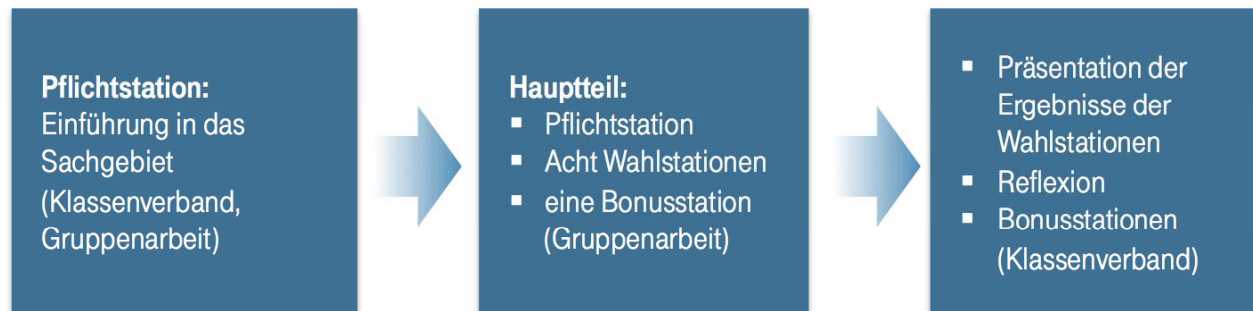 Pflichtstation:
Einführung in das
Sachgebiet
(Klassenverband,
Gruppenarbeit)
Hauptteil:
▪ Pflichtstation
▪ Acht Wahlstationen
▪ eine Bonusstation
(Gruppenarbeit)
▪ Präsentation der
Ergebnisse der
Wahlstationen
▪ Reflexion
▪ Bonusstationen
(Klassenverband)